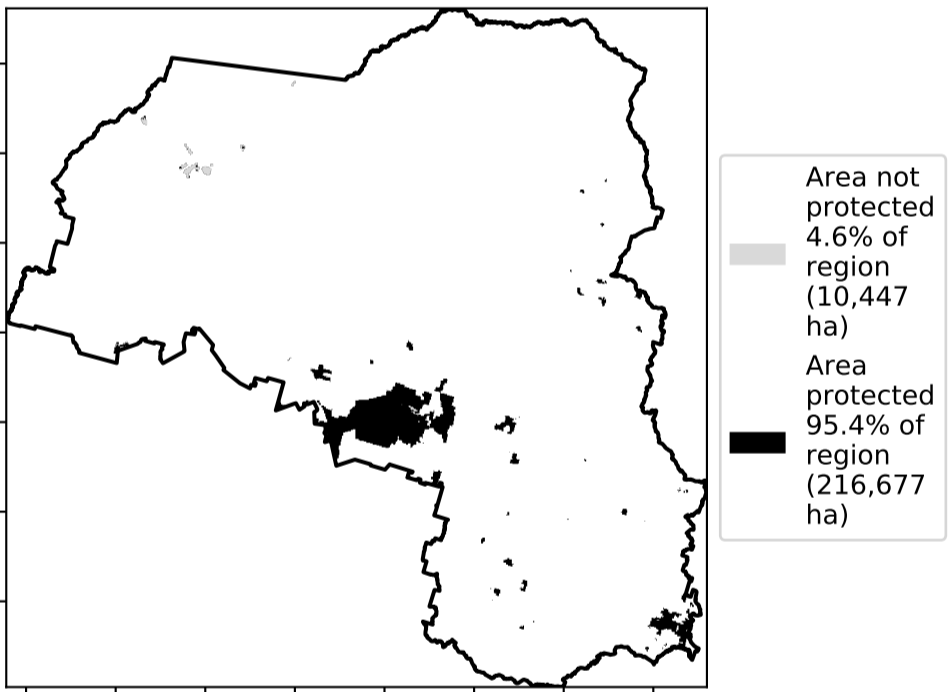 Area not
protected
4.6% of
region
(10,447
ha)
Area
protected
95.4% of
region
(216,677
ha)